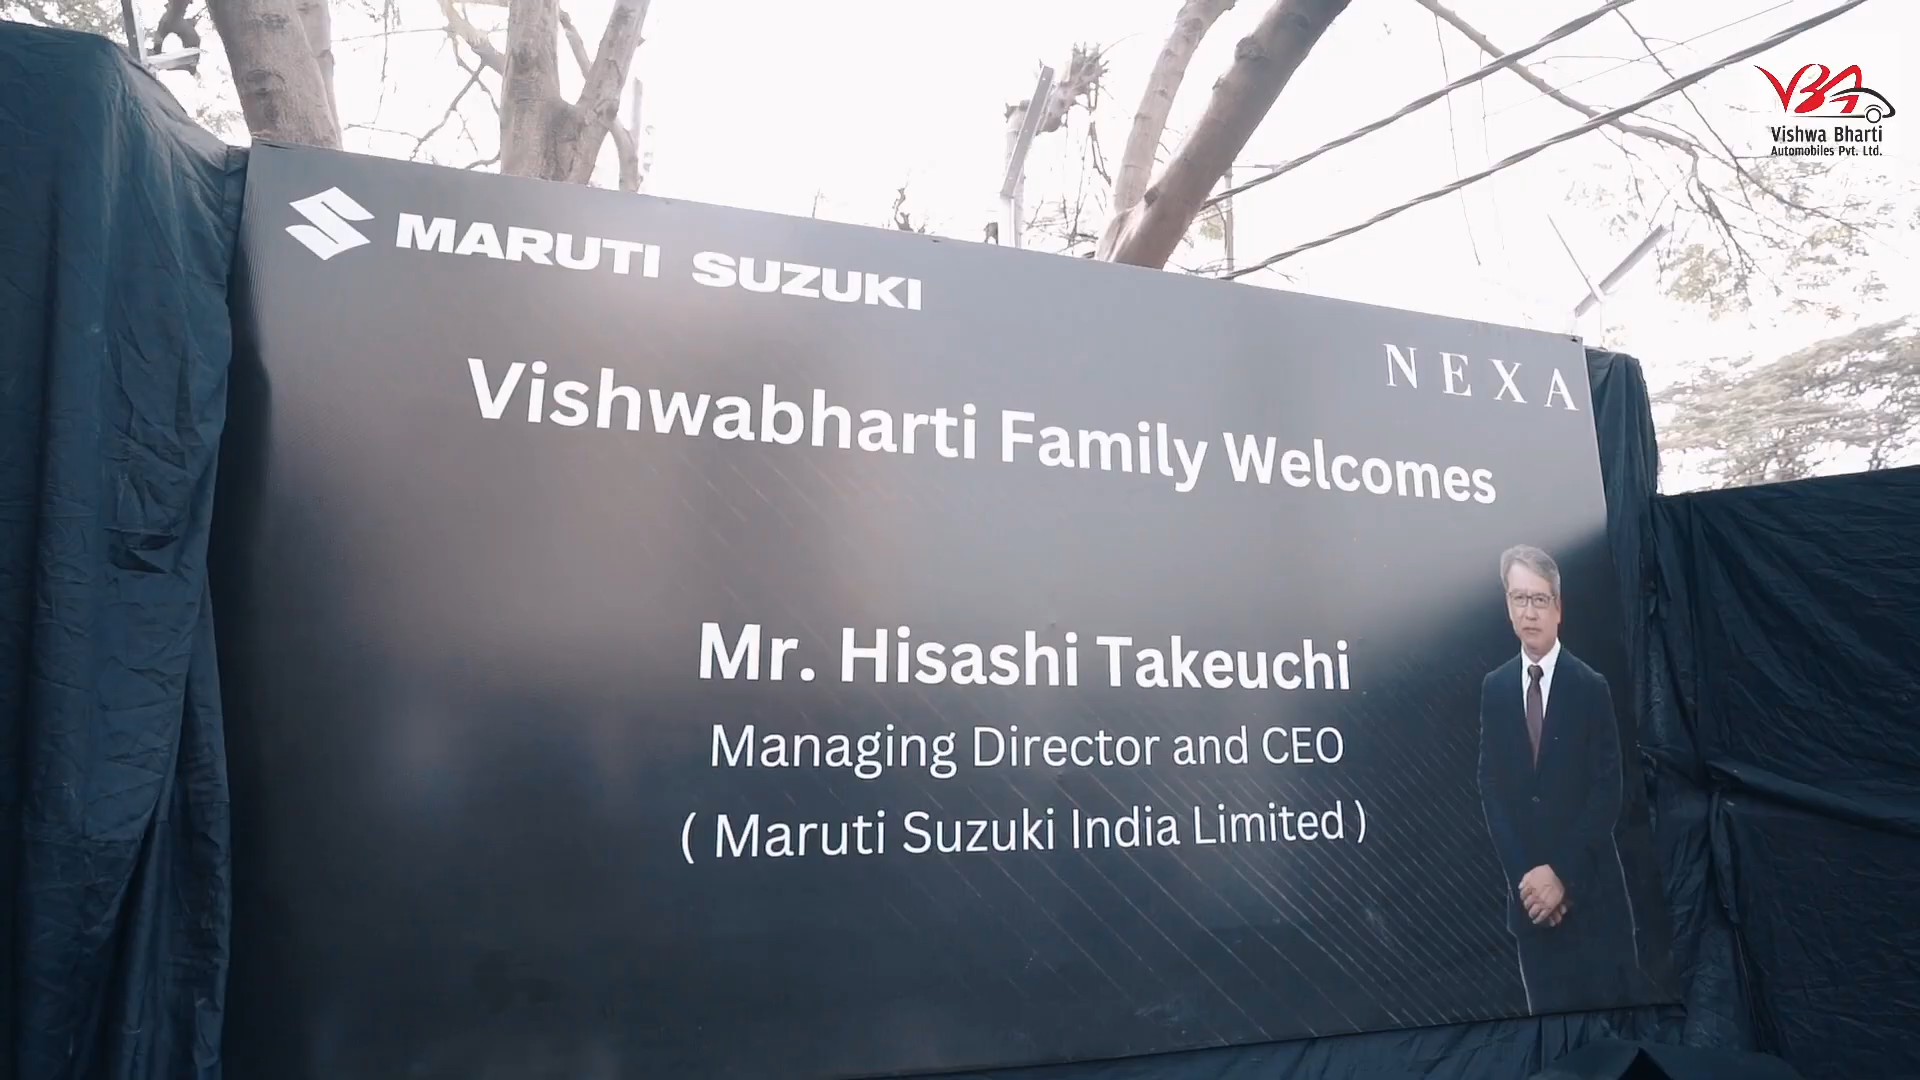 VBA
Vishwa Bharti
Automobiles Pvt. Ltd.
MARUTI SUZUKI
NEXA
Vishwabharti Family Welcomes
Mr. Hisashi Takeuchi
Managing Director and CEO
( Maruti Suzuki India Limited )